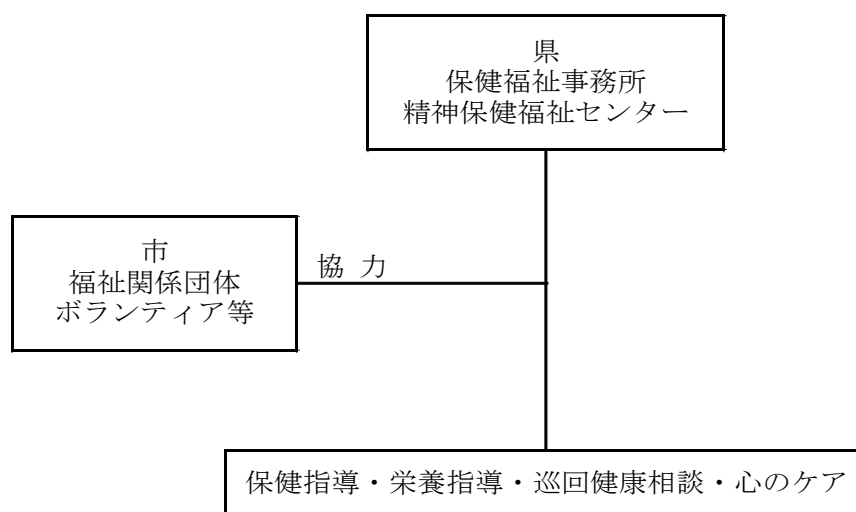 県
保健福祉事務所
精神保健福祉センター
市
福祉関係団体
ボランティア等
協 力
保健指導・栄養指導・巡回健康相談・心のケア